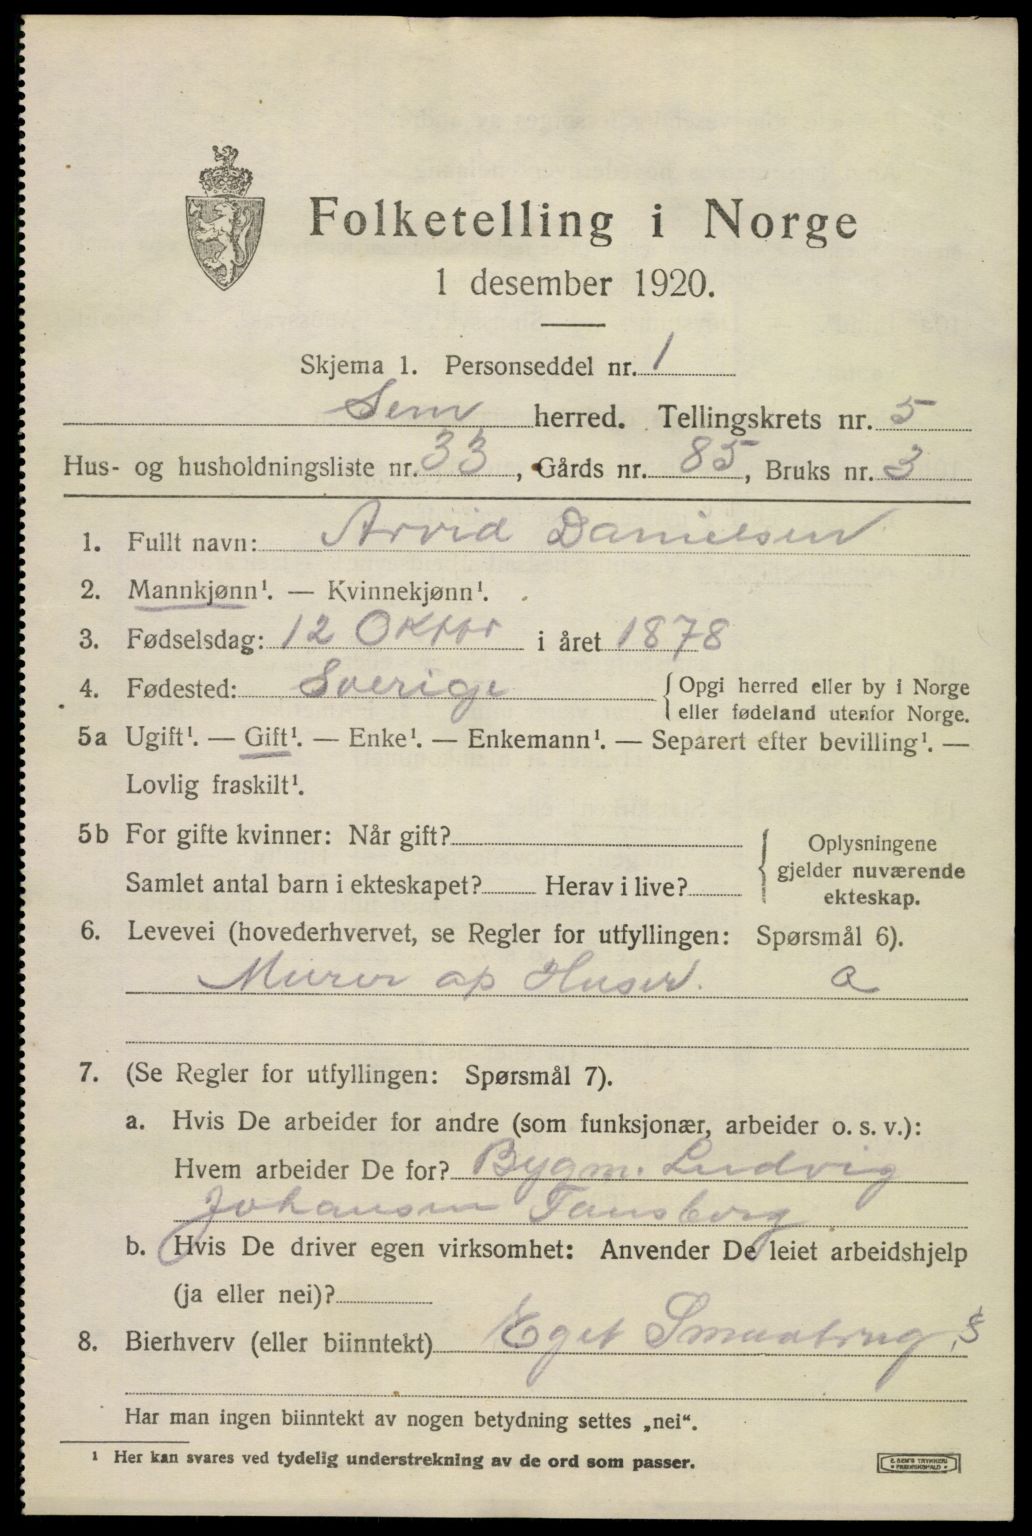 Folketelling i Norge
1 desember 1920.
Skjema 1. Personseddel nr. 1
Sem herred. Tellingskrets nr. 5
Hus- og husholdningsliste nr. 33, Gårds nr. 85, Bruks nr. 3
1. Fullt navn: Arvid Danielsen
2. Mannkjønn¹. — Kvinnekjønn¹.
3. Fødselsdag: 12 Oktbr i året 1878
4. Fødested: Sverige { Opgi herred eller by i Norge
eller fødeland utenfor Norge.
5a Ugift¹. — Gift¹. — Enke¹. — Enkemann¹. — Separert efter bevilling¹. —
Lovlig fraskilt¹.
5b For gifte kvinner: Når gift?
Samlet antal barn i ekteskapet? Herav i live?
{ Oplysningene
gjelder nuværende
ekteskap.
6. Levevei (hovederhvervet, se Regler for utfyllingen: Spørsmål 6).
Murer ap Huser. a
7. (Se Regler for utfyllingen: Spørsmål 7).
a. Hvis De arbeider for andre (som funksjonær, arbeider o. s. v.):
Hvem arbeider De for? Bygm. Ludvig
Johansen Tønsberg
b. Hvis De driver egen virksomhet: Anvender De leiet arbeidshjelp
(ja eller nei)?
8. Bierhverv (eller biinntekt) Eget Smaabrug, §
Har man ingen biinntekt av nogen betydning settes „nei“.
¹ Her kan svares ved tydelig understrekning av de ord som passer.
E. SEM'S TRYKKERI
FREDRIKSHALD